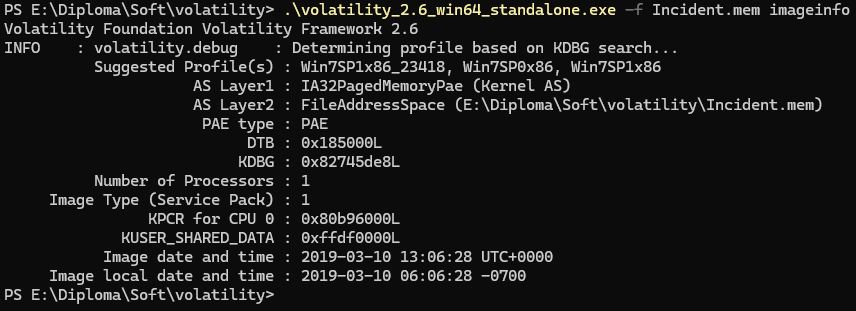 PS E:\Diploma\Soft\volatility> .\volatility_2.6_win64_standalone.exe -f Incident.mem imageinfo
Volatility Foundation Volatility Framework 2.6
INFO    : volatility.debug    : Determining profile based on KDBG search...
          Suggested Profile(s) : Win7SP1x86_23418, Win7SP0x86, Win7SP1x86
                     AS Layer1 : IA32PagedMemoryPae (Kernel AS)
                     AS Layer2 : FileAddressSpace (E:\Diploma\Soft\volatility\Incident.mem)
                      PAE type : PAE
                           DTB : 0x185000L
                          KDBG : 0x82745de8L
          Number of Processors : 1
     Image Type (Service Pack) : 1
                KPCR for CPU 0 : 0x80b96000L
             KUSER_SHARED_DATA : 0xffdf0000L
           Image date and time : 2019-03-10 13:06:28 UTC+0000
     Image local date and time : 2019-03-10 06:06:28 -0700
PS E:\Diploma\Soft\volatility>